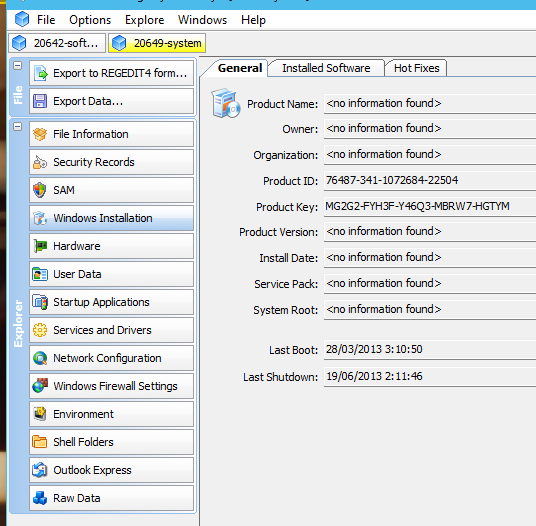 File Options Explore Windows Help
20642-soft... 20649-system
File
Export to REGEDIT4 form...
Export Data...
Explorer
File Information
Security Records
SAM
Windows Installation
Hardware
User Data
Startup Applications
Services and Drivers
Network Configuration
Windows Firewall Settings
Environment
Shell Folders
Outlook Express
Raw Data
General Installed Software Hot Fixes
Product Name: <no information found>
Owner: <no information found>
Organization: <no information found>
Product ID: 76487-341-1072684-22504
Product Key: MG2G2-FYH3F-Y46Q3-MBRW7-HGTYM
Product Version: <no information found>
Install Date: <no information found>
Service Pack: <no information found>
System Root: <no information found>
Last Boot: 28/03/2013 3:10:50
Last Shutdown: 19/06/2013 2:11:46